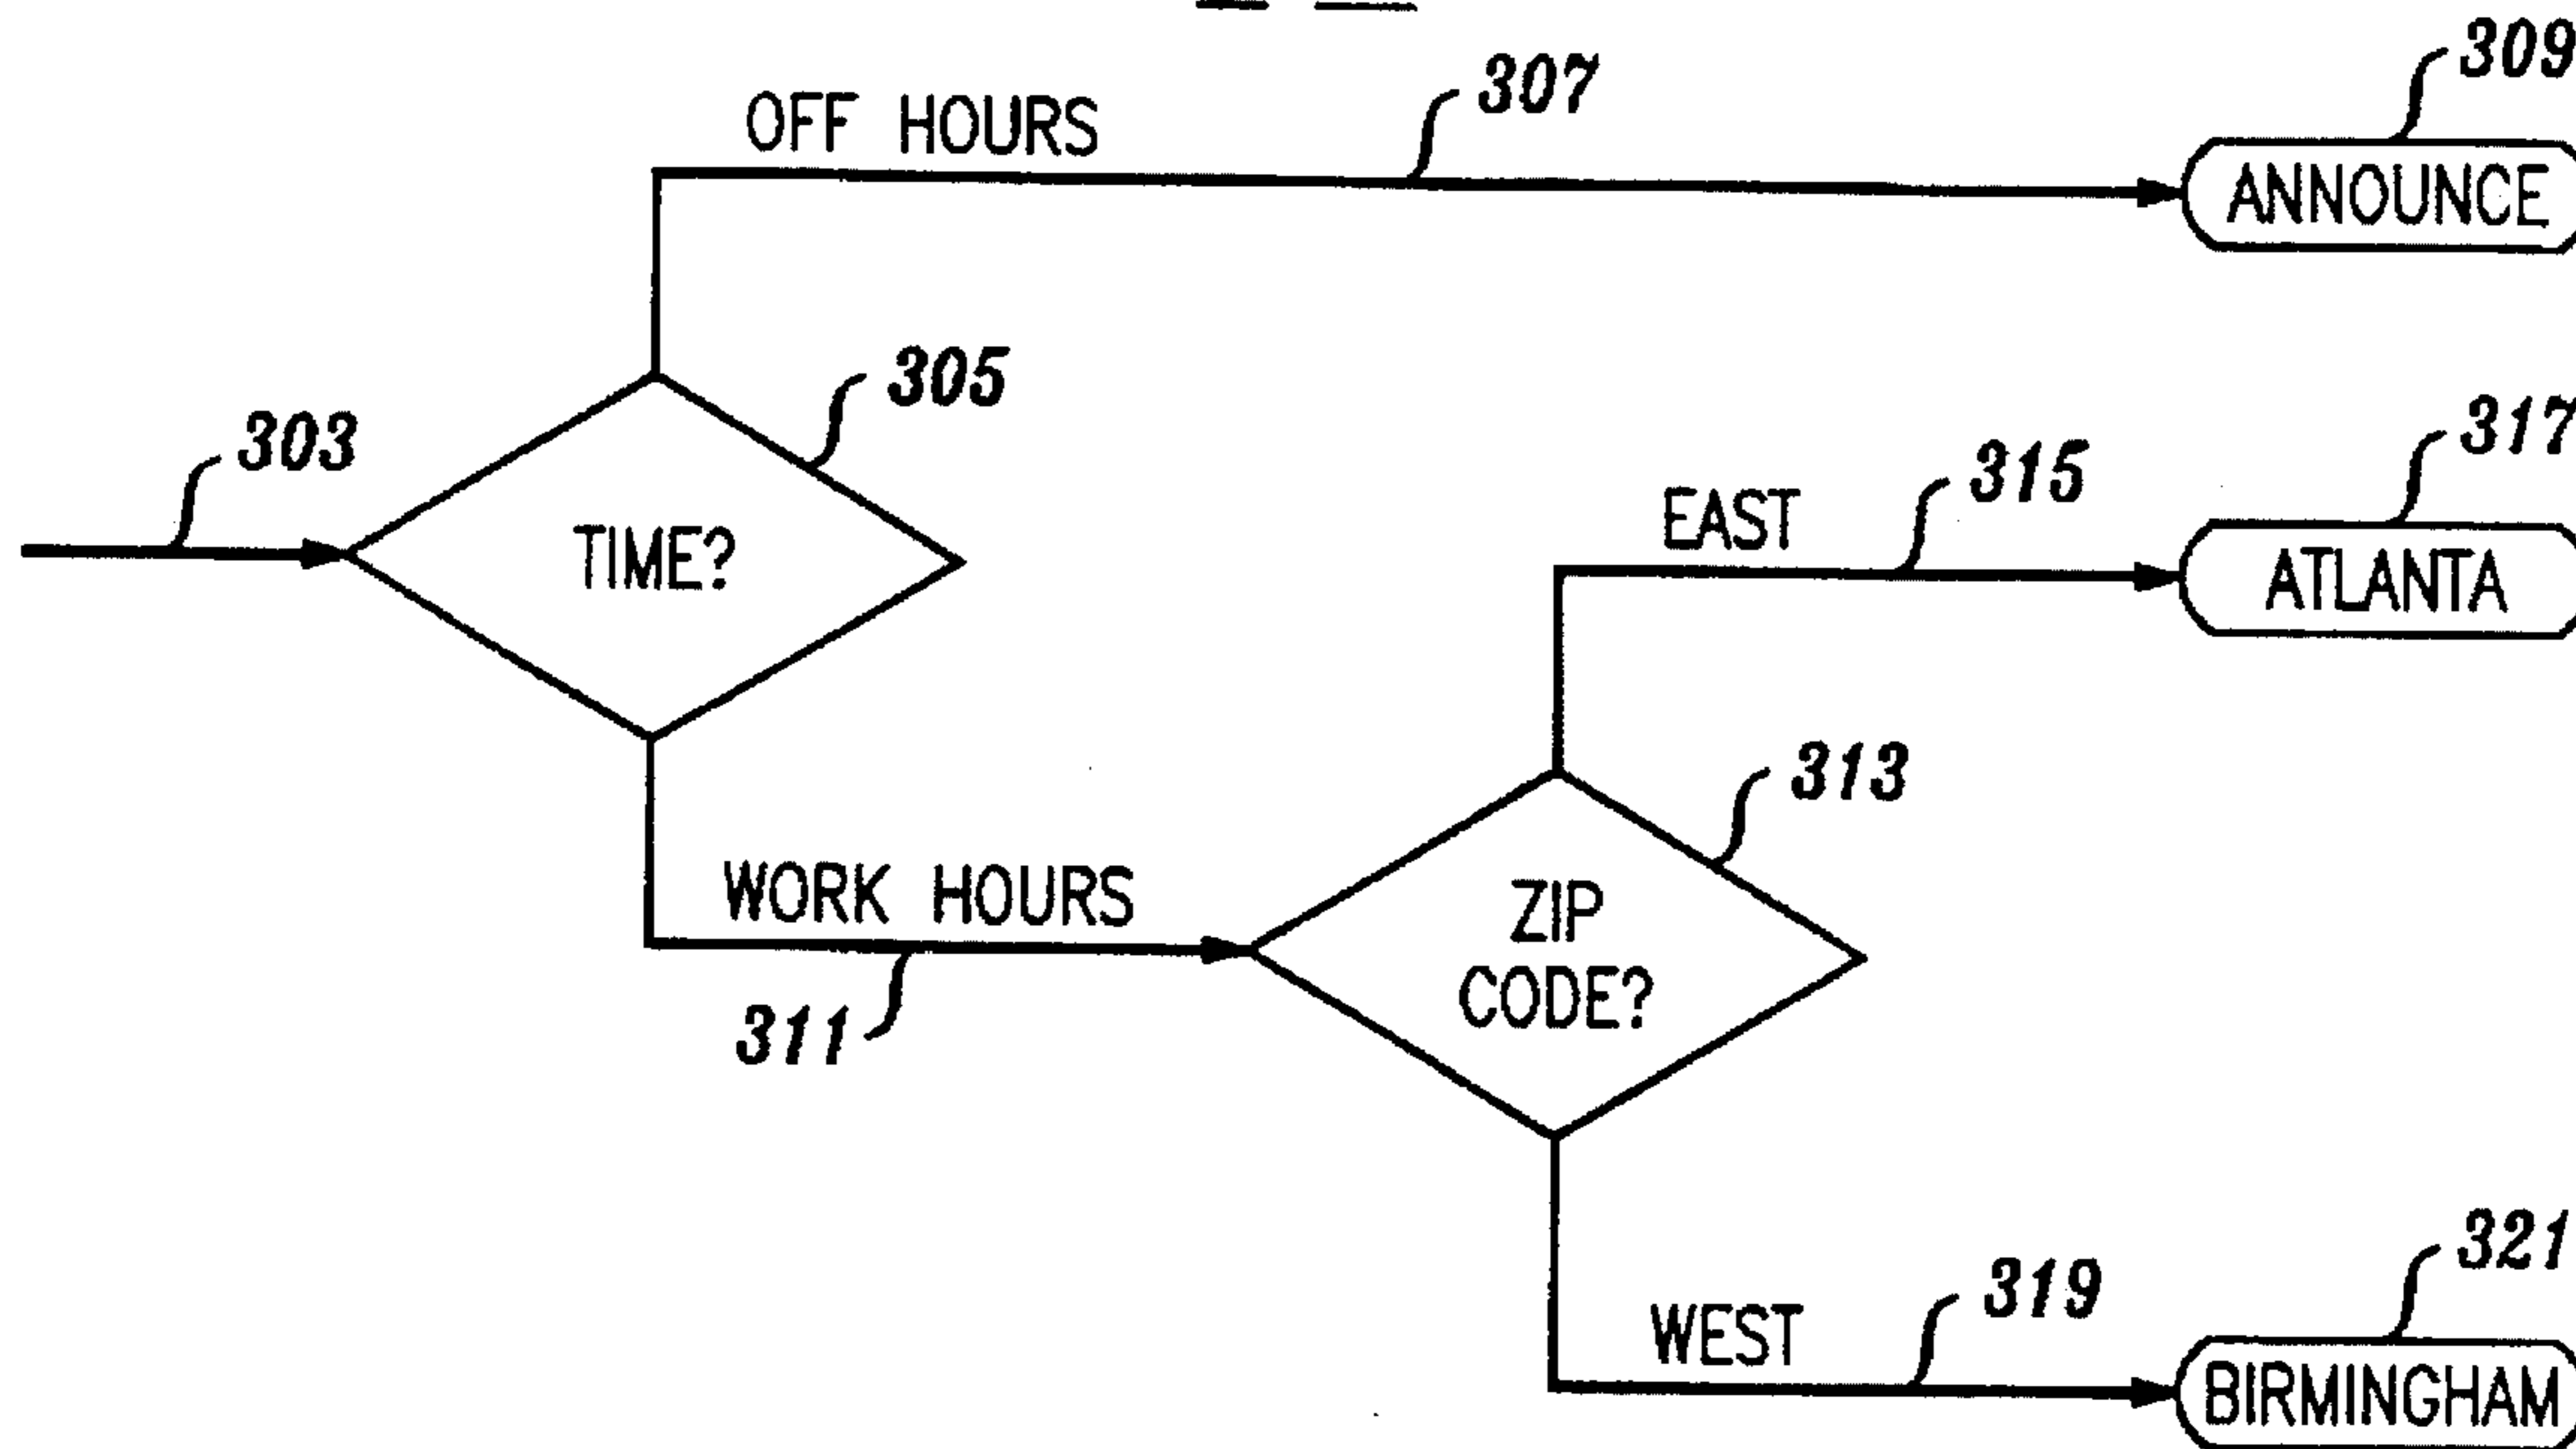 309
307
OFF HOURS
ANNOUNCE
305
303
317
315
EAST
TIME?
ATLANTA
313
WORK HOURS
ZIP
CODE?
311
321
319
WEST
BIRMINGHAM